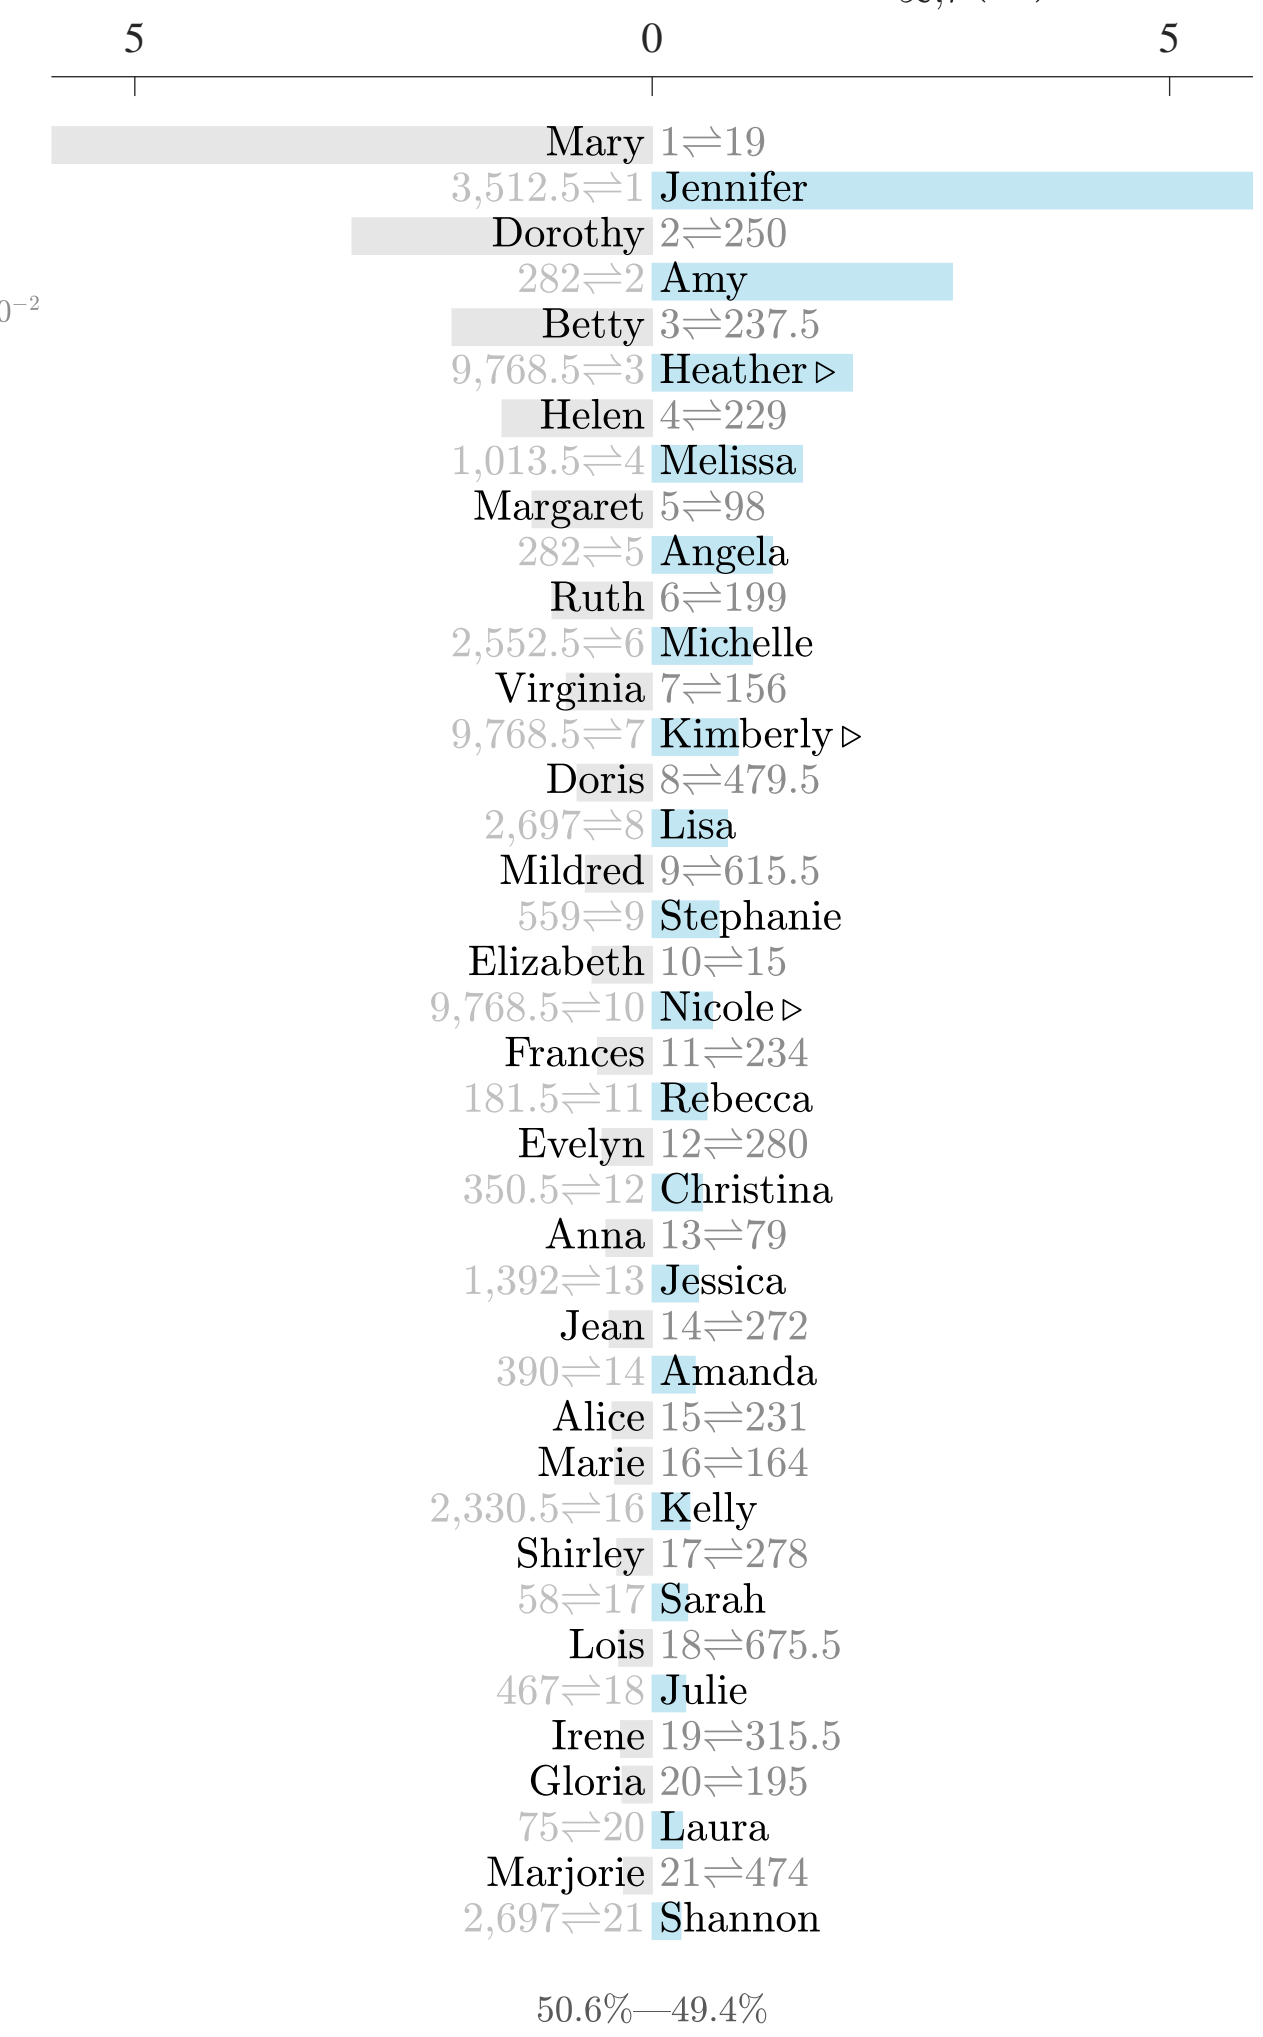 5 0 5
Mary 1⇌19
3,512.5⇌1 Jennifer
Dorothy 2⇌250
282⇌2 Amy
0⁻²
Betty 3⇌237.5
9,768.5⇌3 Heather ▷
Helen 4⇌229
1,013.5⇌4 Melissa
Margaret 5⇌98
282⇌5 Angela
Ruth 6⇌199
2,552.5⇌6 Michelle
Virginia 7⇌156
9,768.5⇌7 Kimberly ▷
Doris 8⇌479.5
2,697⇌8 Lisa
Mildred 9⇌615.5
559⇌9 Stephanie
Elizabeth 10⇌15
9,768.5⇌10 Nicole ▷
Frances 11⇌234
181.5⇌11 Rebecca
Evelyn 12⇌280
350.5⇌12 Christina
Anna 13⇌79
1,392⇌13 Jessica
Jean 14⇌272
390⇌14 Amanda
Alice 15⇌231
Marie 16⇌164
2,330.5⇌16 Kelly
Shirley 17⇌278
58⇌17 Sarah
Lois 18⇌675.5
467⇌18 Julie
Irene 19⇌315.5
Gloria 20⇌195
75⇌20 Laura
Marjorie 21⇌474
2,697⇌21 Shannon
50.6%—49.4%